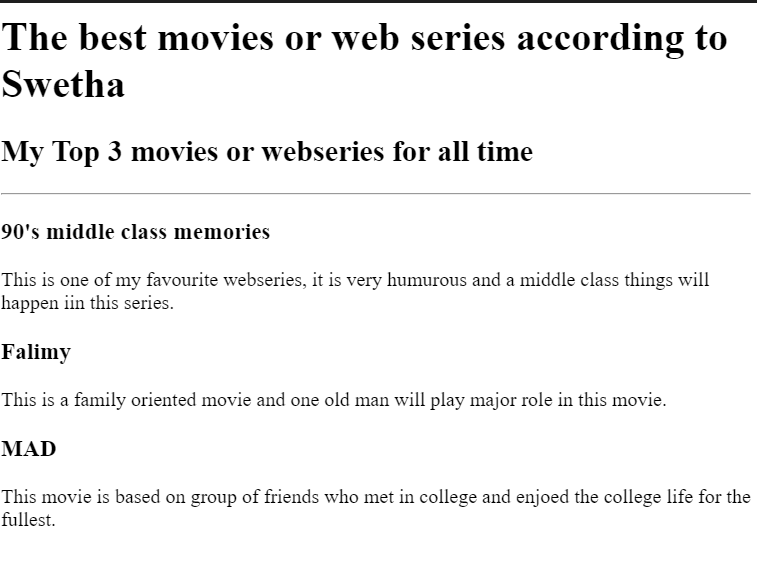 The best movies or web series according to
Swetha
My Top 3 movies or webseries for all time
90's middle class memories
This is one of my favourite webseries, it is very humurous and a middle class things will
happen iin this series.
Falimy
This is a family oriented movie and one old man will play major role in this movie.
MAD
This movie is based on group of friends who met in college and enjoed the college life for the
fullest.